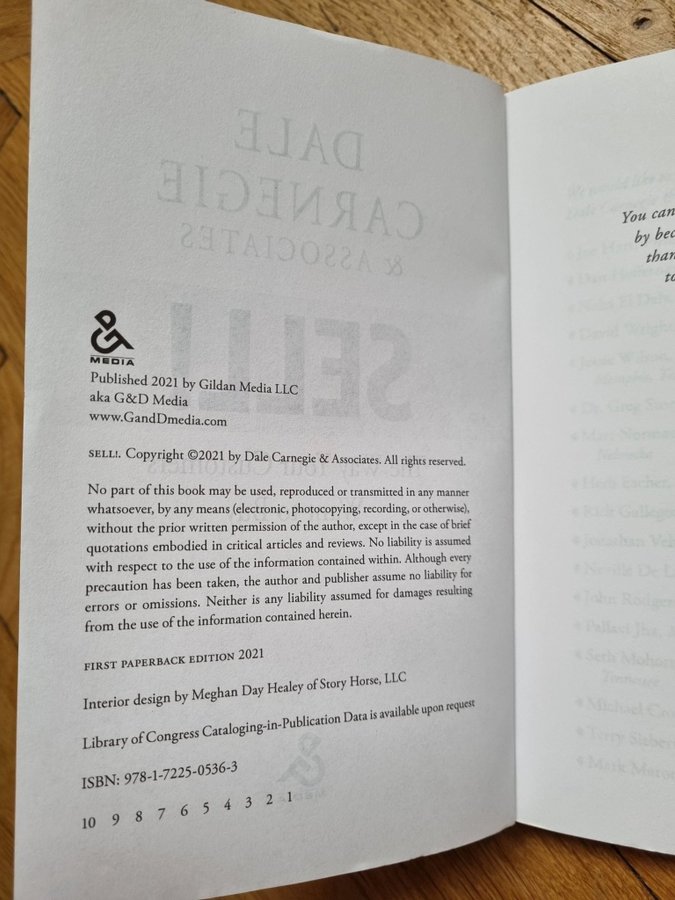 DALE
CARNEGIE
& ASSOCIATES
SELL!
MEDIA
Published 2021 by Gildan Media LLC
aka G&D Media
www.GandDmedia.com
SELL!. Copyright ©2021 by Dale Carnegie & Associates. All rights reserved.
No part of this book may be used, reproduced or transmitted in any manner
whatsoever, by any means (electronic, photocopying, recording, or otherwise),
without the prior written permission of the author, except in the case of brief
quotations embodied in critical articles and reviews. No liability is assumed
with respect to the use of the information contained within. Although every
precaution has been taken, the author and publisher assume no liability for
errors or omissions. Neither is any liability assumed for damages resulting
from the use of the information contained herein.
FIRST PAPERBACK EDITION 2021
Interior design by Meghan Day Healey of Story Horse, LLC
Library of Congress Cataloging-in-Publication Data is available upon request
ISBN: 978-1-7225-0536-3
10 9 8 7 6 5 4 3 2 1
You can
by bec
than
to